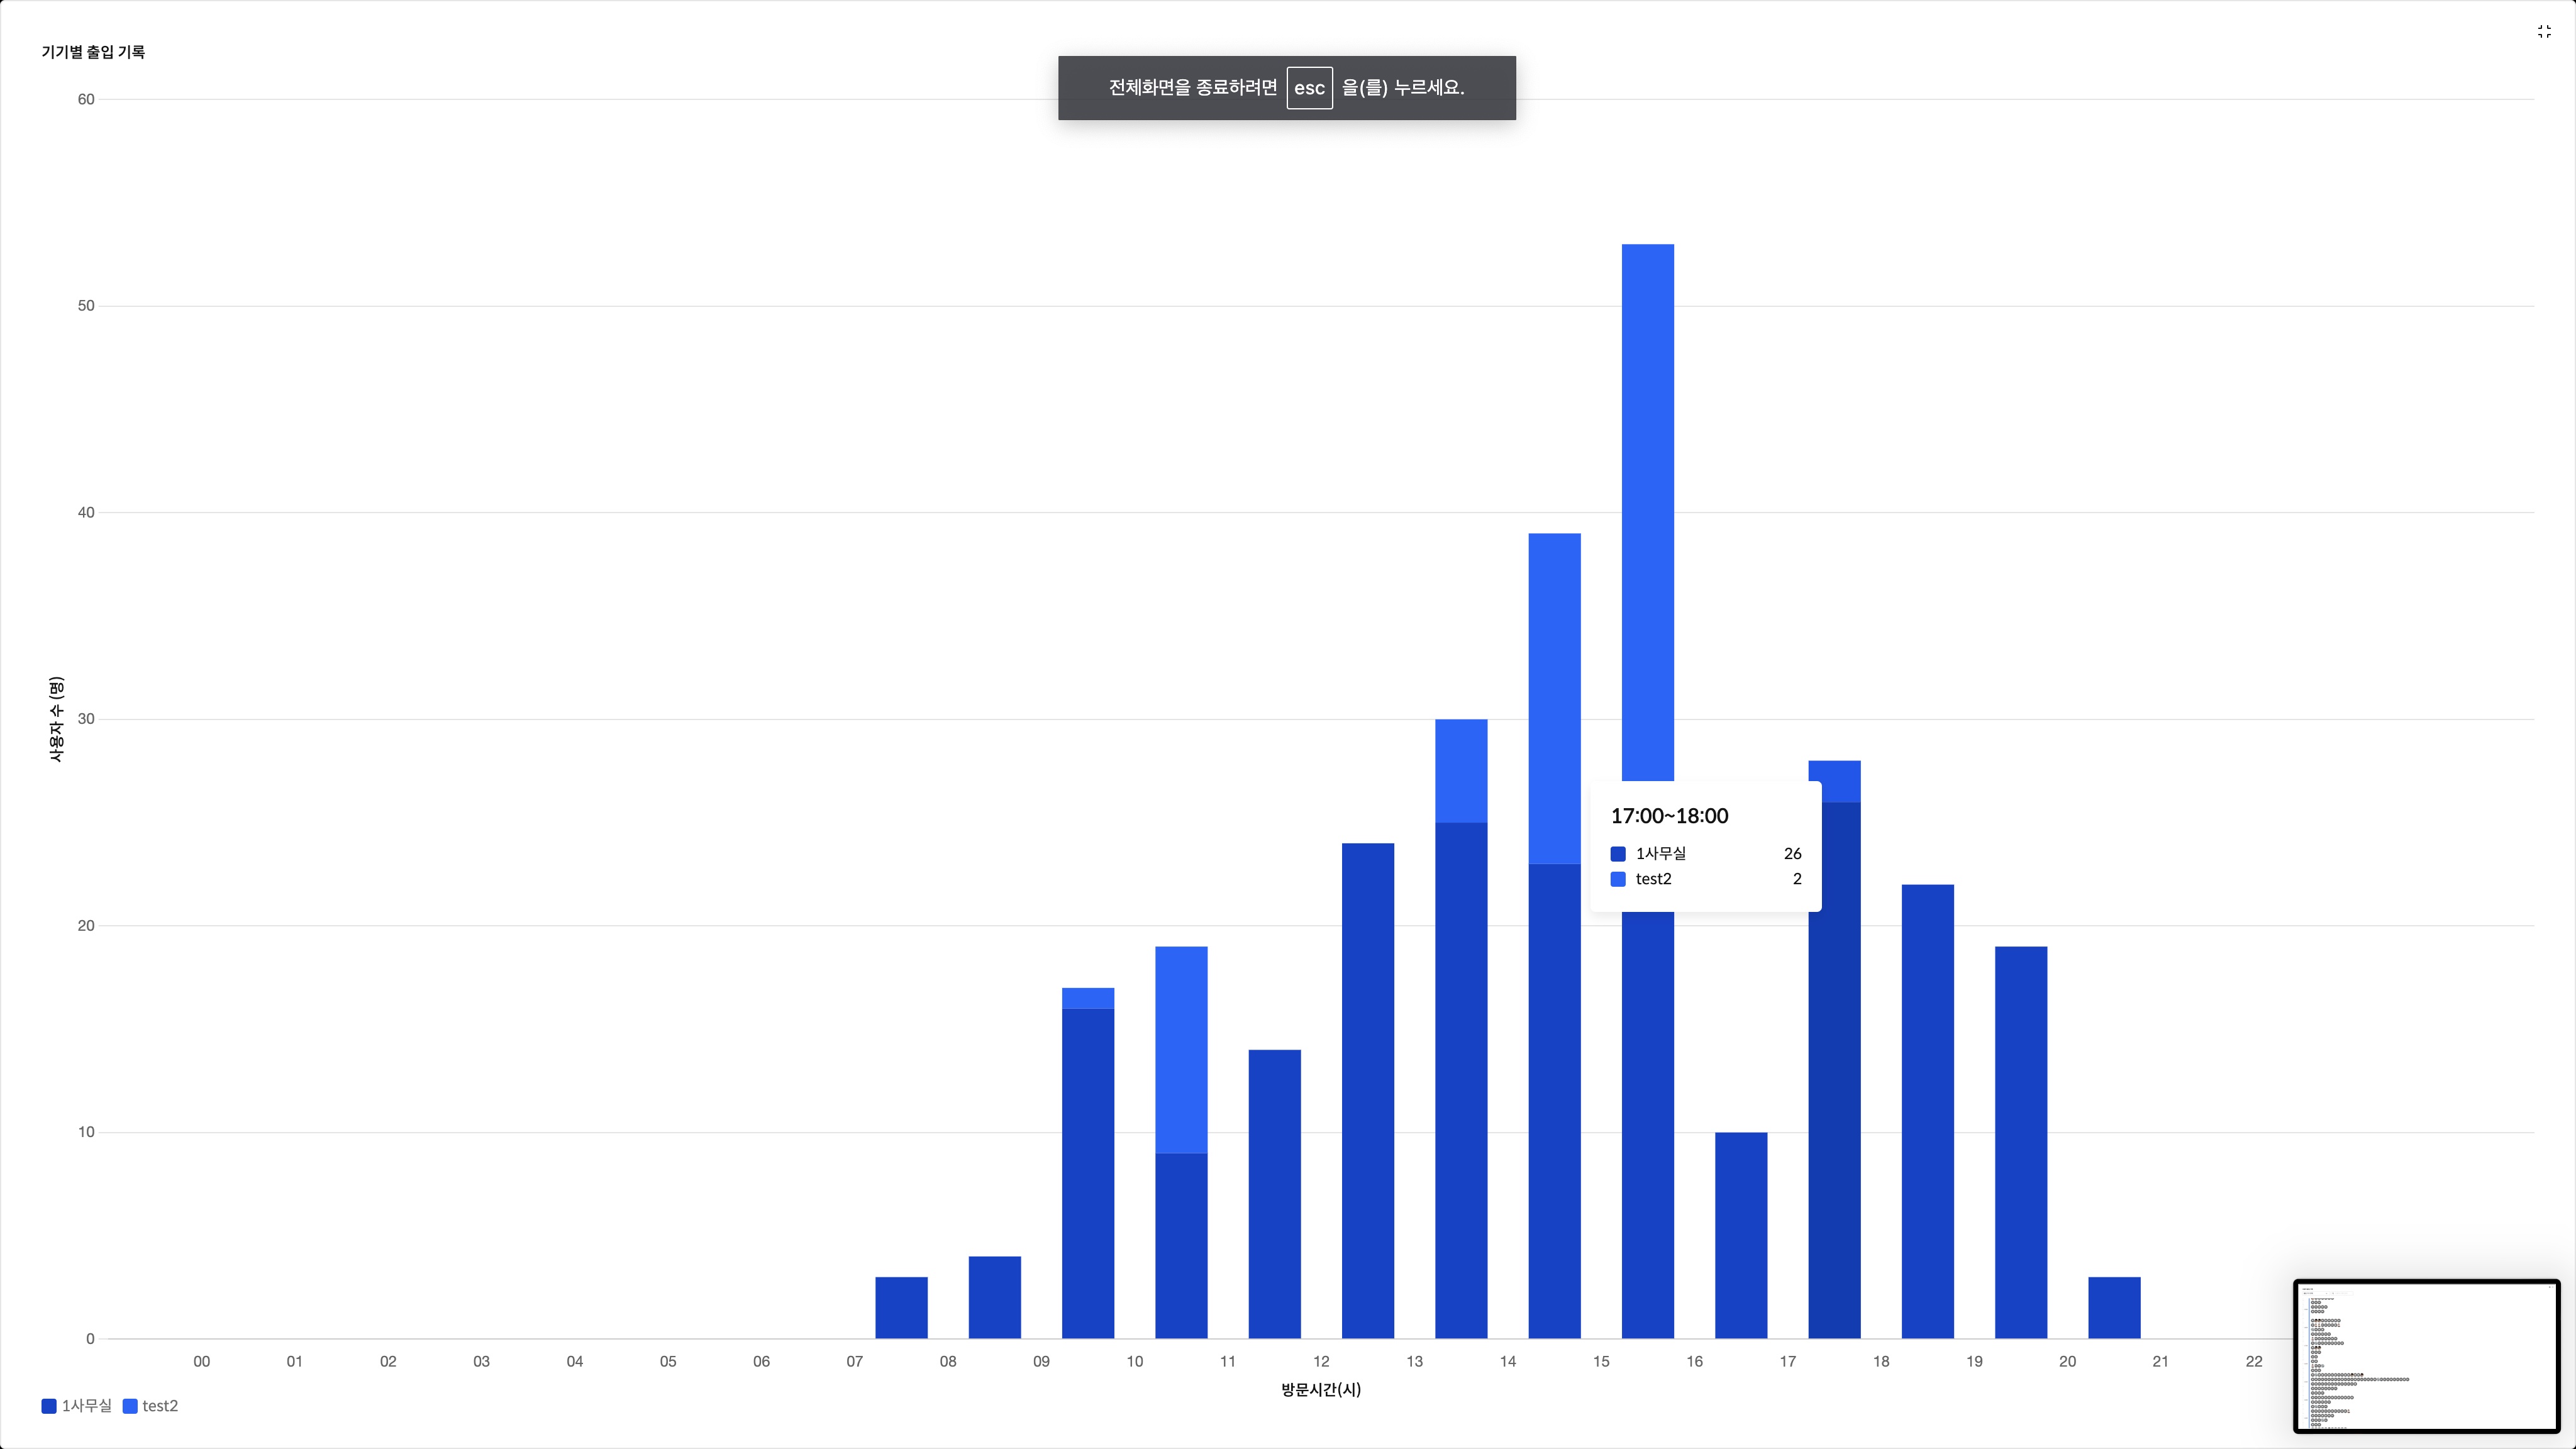 기기별 출입 기록
전체화면을 종료하려면 esc 을(를) 누르세요.
60
50
40
30
20
10
0
사용자 수 (명)
17:00~18:00
1사무실 26
test2 2
00 01 02 03 04 05 06 07 08 09 10 11 12 13 14 15 16 17 18 19 20 21 22
방문시간(시)
1사무실 test2